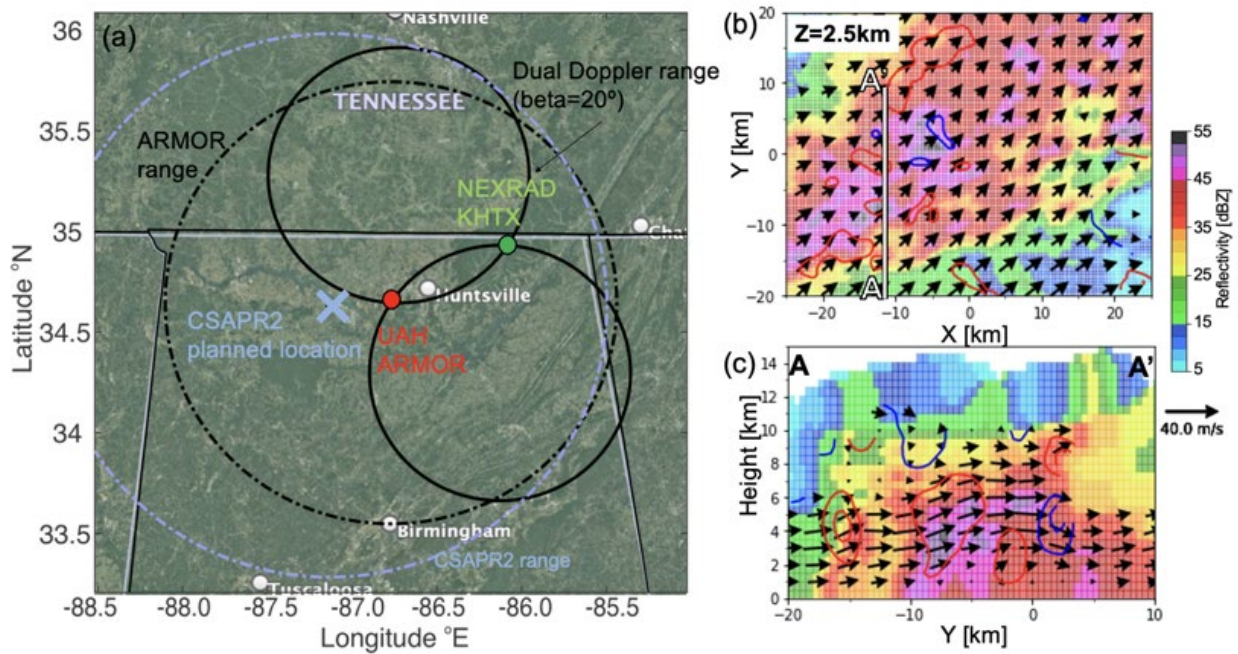 (a)
Nashville
Dual Doppler range
(beta=20°)
TENNESSEE
ARMOR
range
NEXRAD
KHTX
Cha
Huntsville
CSAPR2
planned location
UAH
ARMOR
Birmingham
CSAPR2 range
Tuscaloosa
36
35.5
35
34.5
34
33.5
Latitude °N
-88.5 -88.0 -87.5 -87.0 -86.5 -86.0 -85.5
Longitude °E
(b)
Z=2.5km
A'
A
20
10
0
-10
-20
Y [km]
-20 -10 0 10 20
X [km]
55
45
35
25
15
5
Reflectivity [dBZ]
(c)
A
A'
14
12
10
8
6
4
2
0
Height [km]
-20 -10 0 10
Y [km]
40.0 m/s